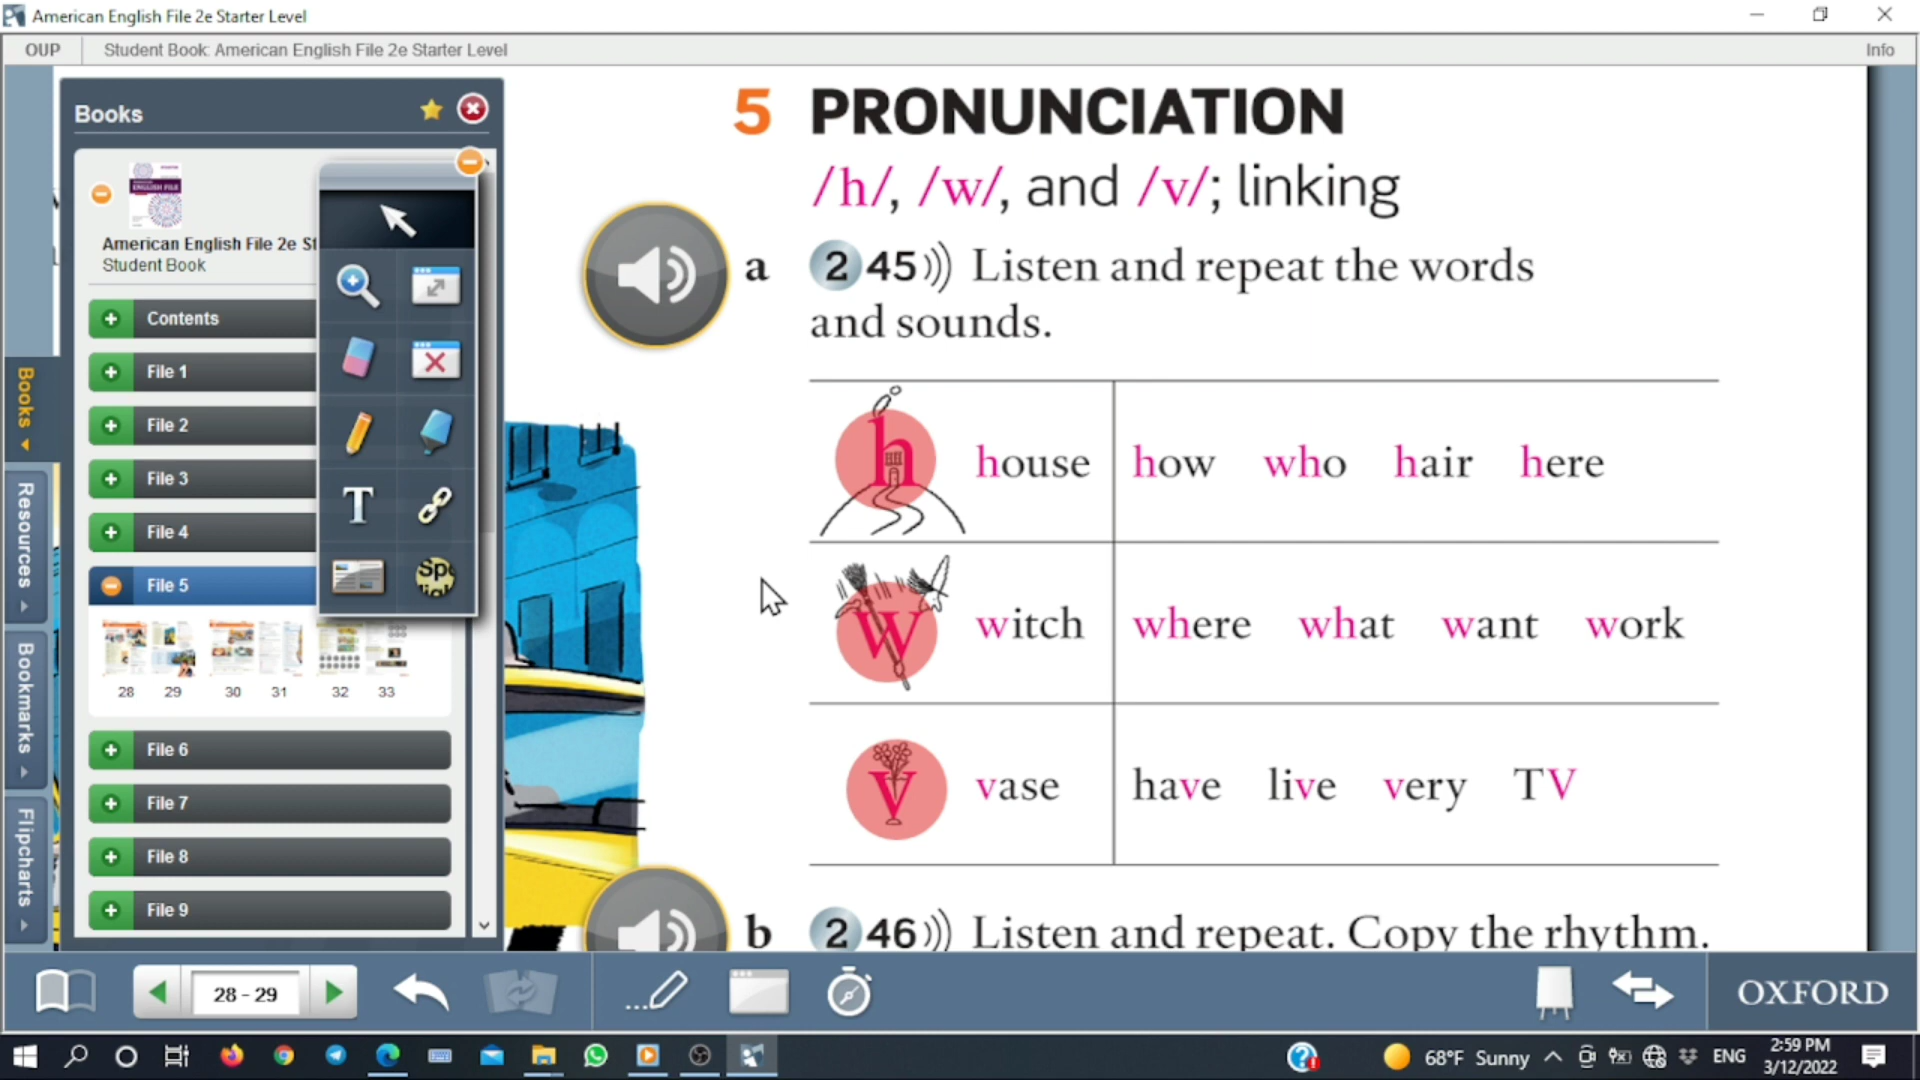 American English File 2e Starter Level
OUP
Student Book: American English File 2e Starter Level
Info
Books
ENGLISH FILE
American English File 2e St
Student Book
Contents
File 1
File 2
File 3
File 4
File 5
28 29 30 31 32 33
File 6
File 7
File 8
File 9
Books
Resources
Bookmarks
Flipcharts
T
5 PRONUNCIATION
/h/, /w/, and /v/; linking
a 2 45))) Listen and repeat the words
and sounds.
h house how who hair here
w witch where what want work
v vase have live very TV
b 2 46))) Listen and repeat. Copy the rhythm.
28 - 29
OXFORD
68°F Sunny
ENG
2:59 PM
3/12/2022